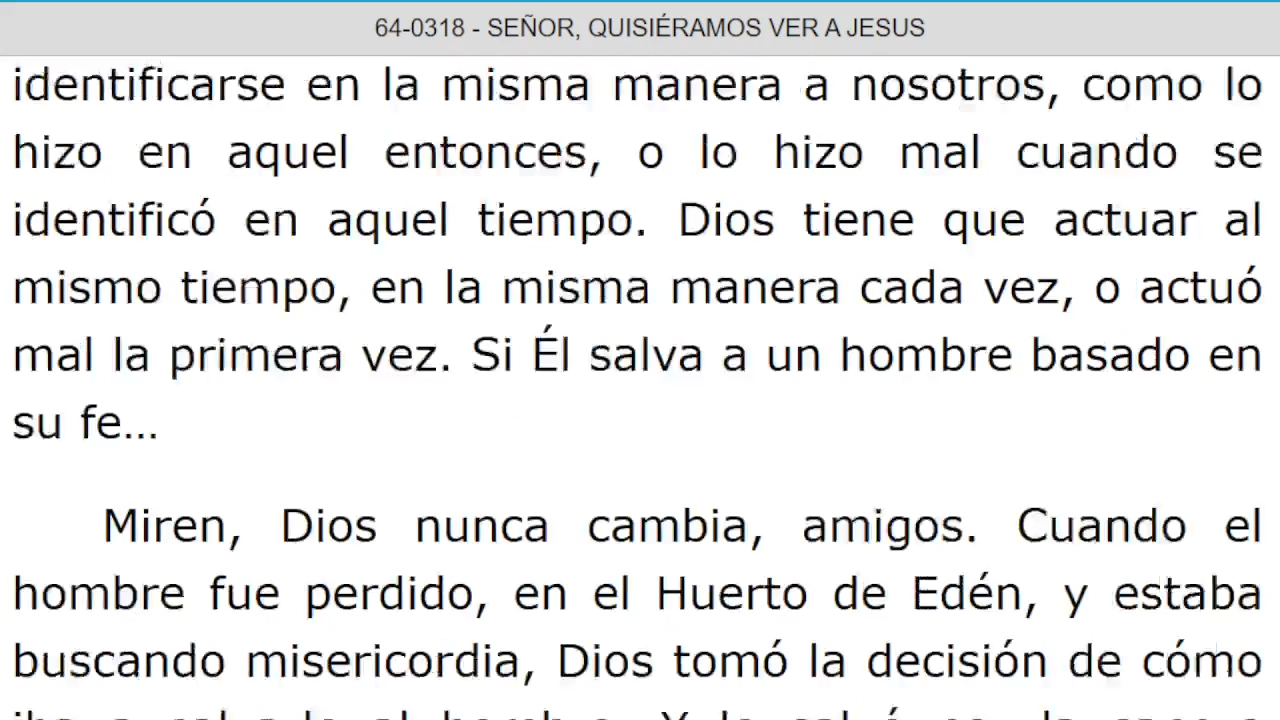 64-0318 - SEÑOR, QUISIÉRAMOS VER A JESUS
identificarse en la misma manera a nosotros, como lo
hizo en aquel entonces, o lo hizo mal cuando se
identificó en aquel tiempo. Dios tiene que actuar al
mismo tiempo, en la misma manera cada vez, o actuó
mal la primera vez. Si Él salva a un hombre basado en
su fe...
Miren, Dios nunca cambia, amigos. Cuando el
hombre fue perdido, en el Huerto de Edén, y estaba
buscando misericordia, Dios tomó la decisión de cómo